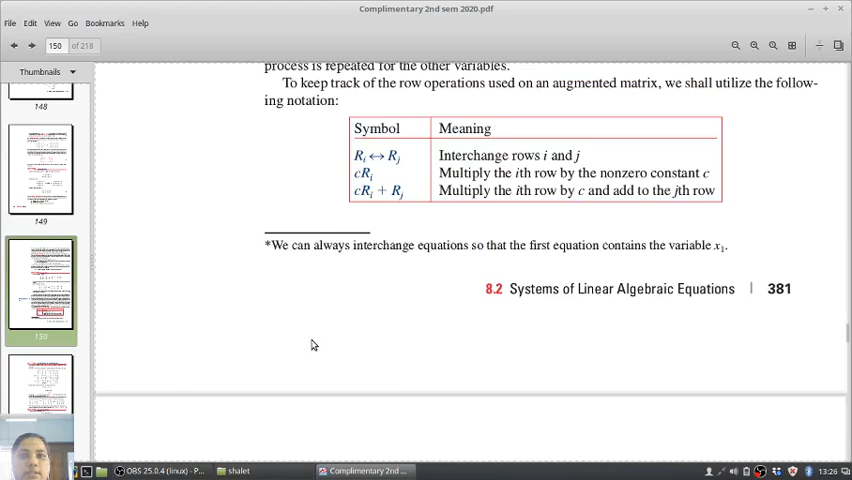 Complimentary 2nd sem 2020.pdf
File Edit View Go Bookmarks Help
150 of 218
Thumbnails
148
149
150
process is repeated for the other variables.
To keep track of the row operations used on an augmented matrix, we shall utilize the follow-
ing notation:
Symbol Meaning
Ri ↔ Rj Interchange rows i and j
cRi Multiply the ith row by the nonzero constant c
cRi + Rj Multiply the ith row by c and add to the jth row
*We can always interchange equations so that the first equation contains the variable x1.
8.2 Systems of Linear Algebraic Equations | 381
OBS 25.0.4 (linux) - P...
shalet
Complimentary 2nd ...
13:26